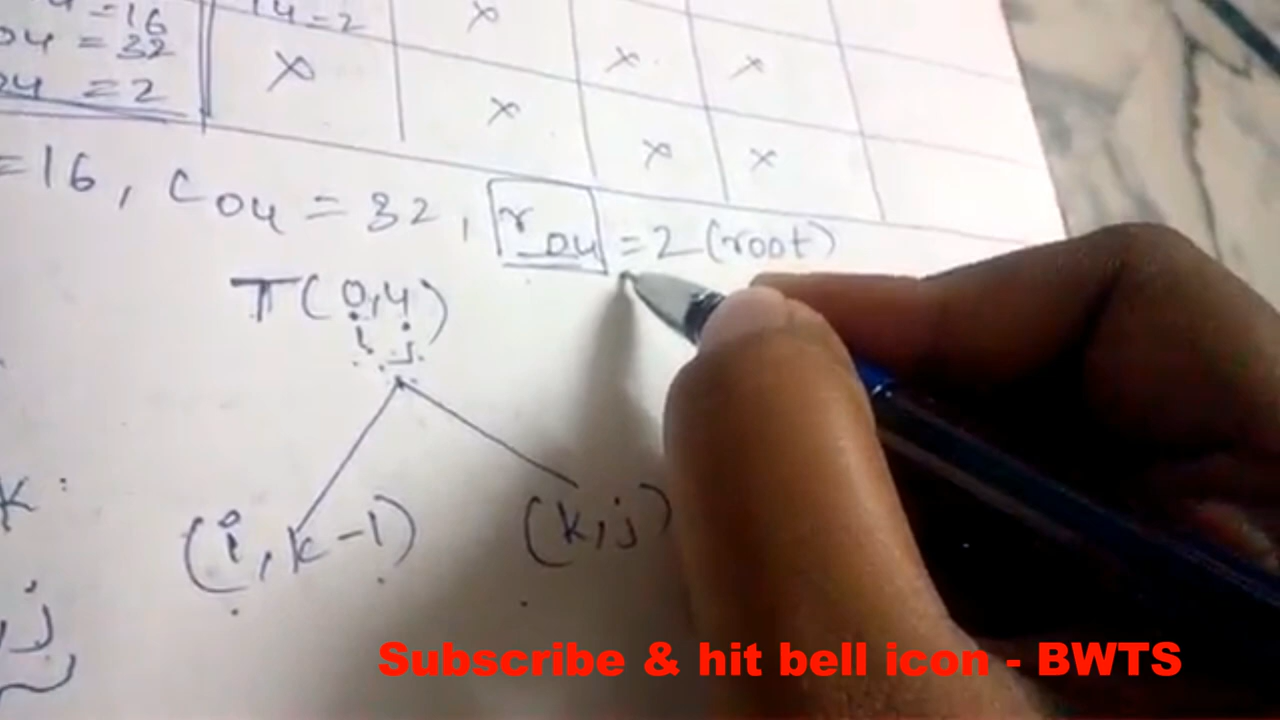 =16
14=2
04 = 32
04 = 2
× × × × × × ×
=16, C04 = 32, r04 = 2 (root)
T(0,4)
i j
k
(i, k-1) (k, j)
, j
Subscribe & hit bell icon - BWTS